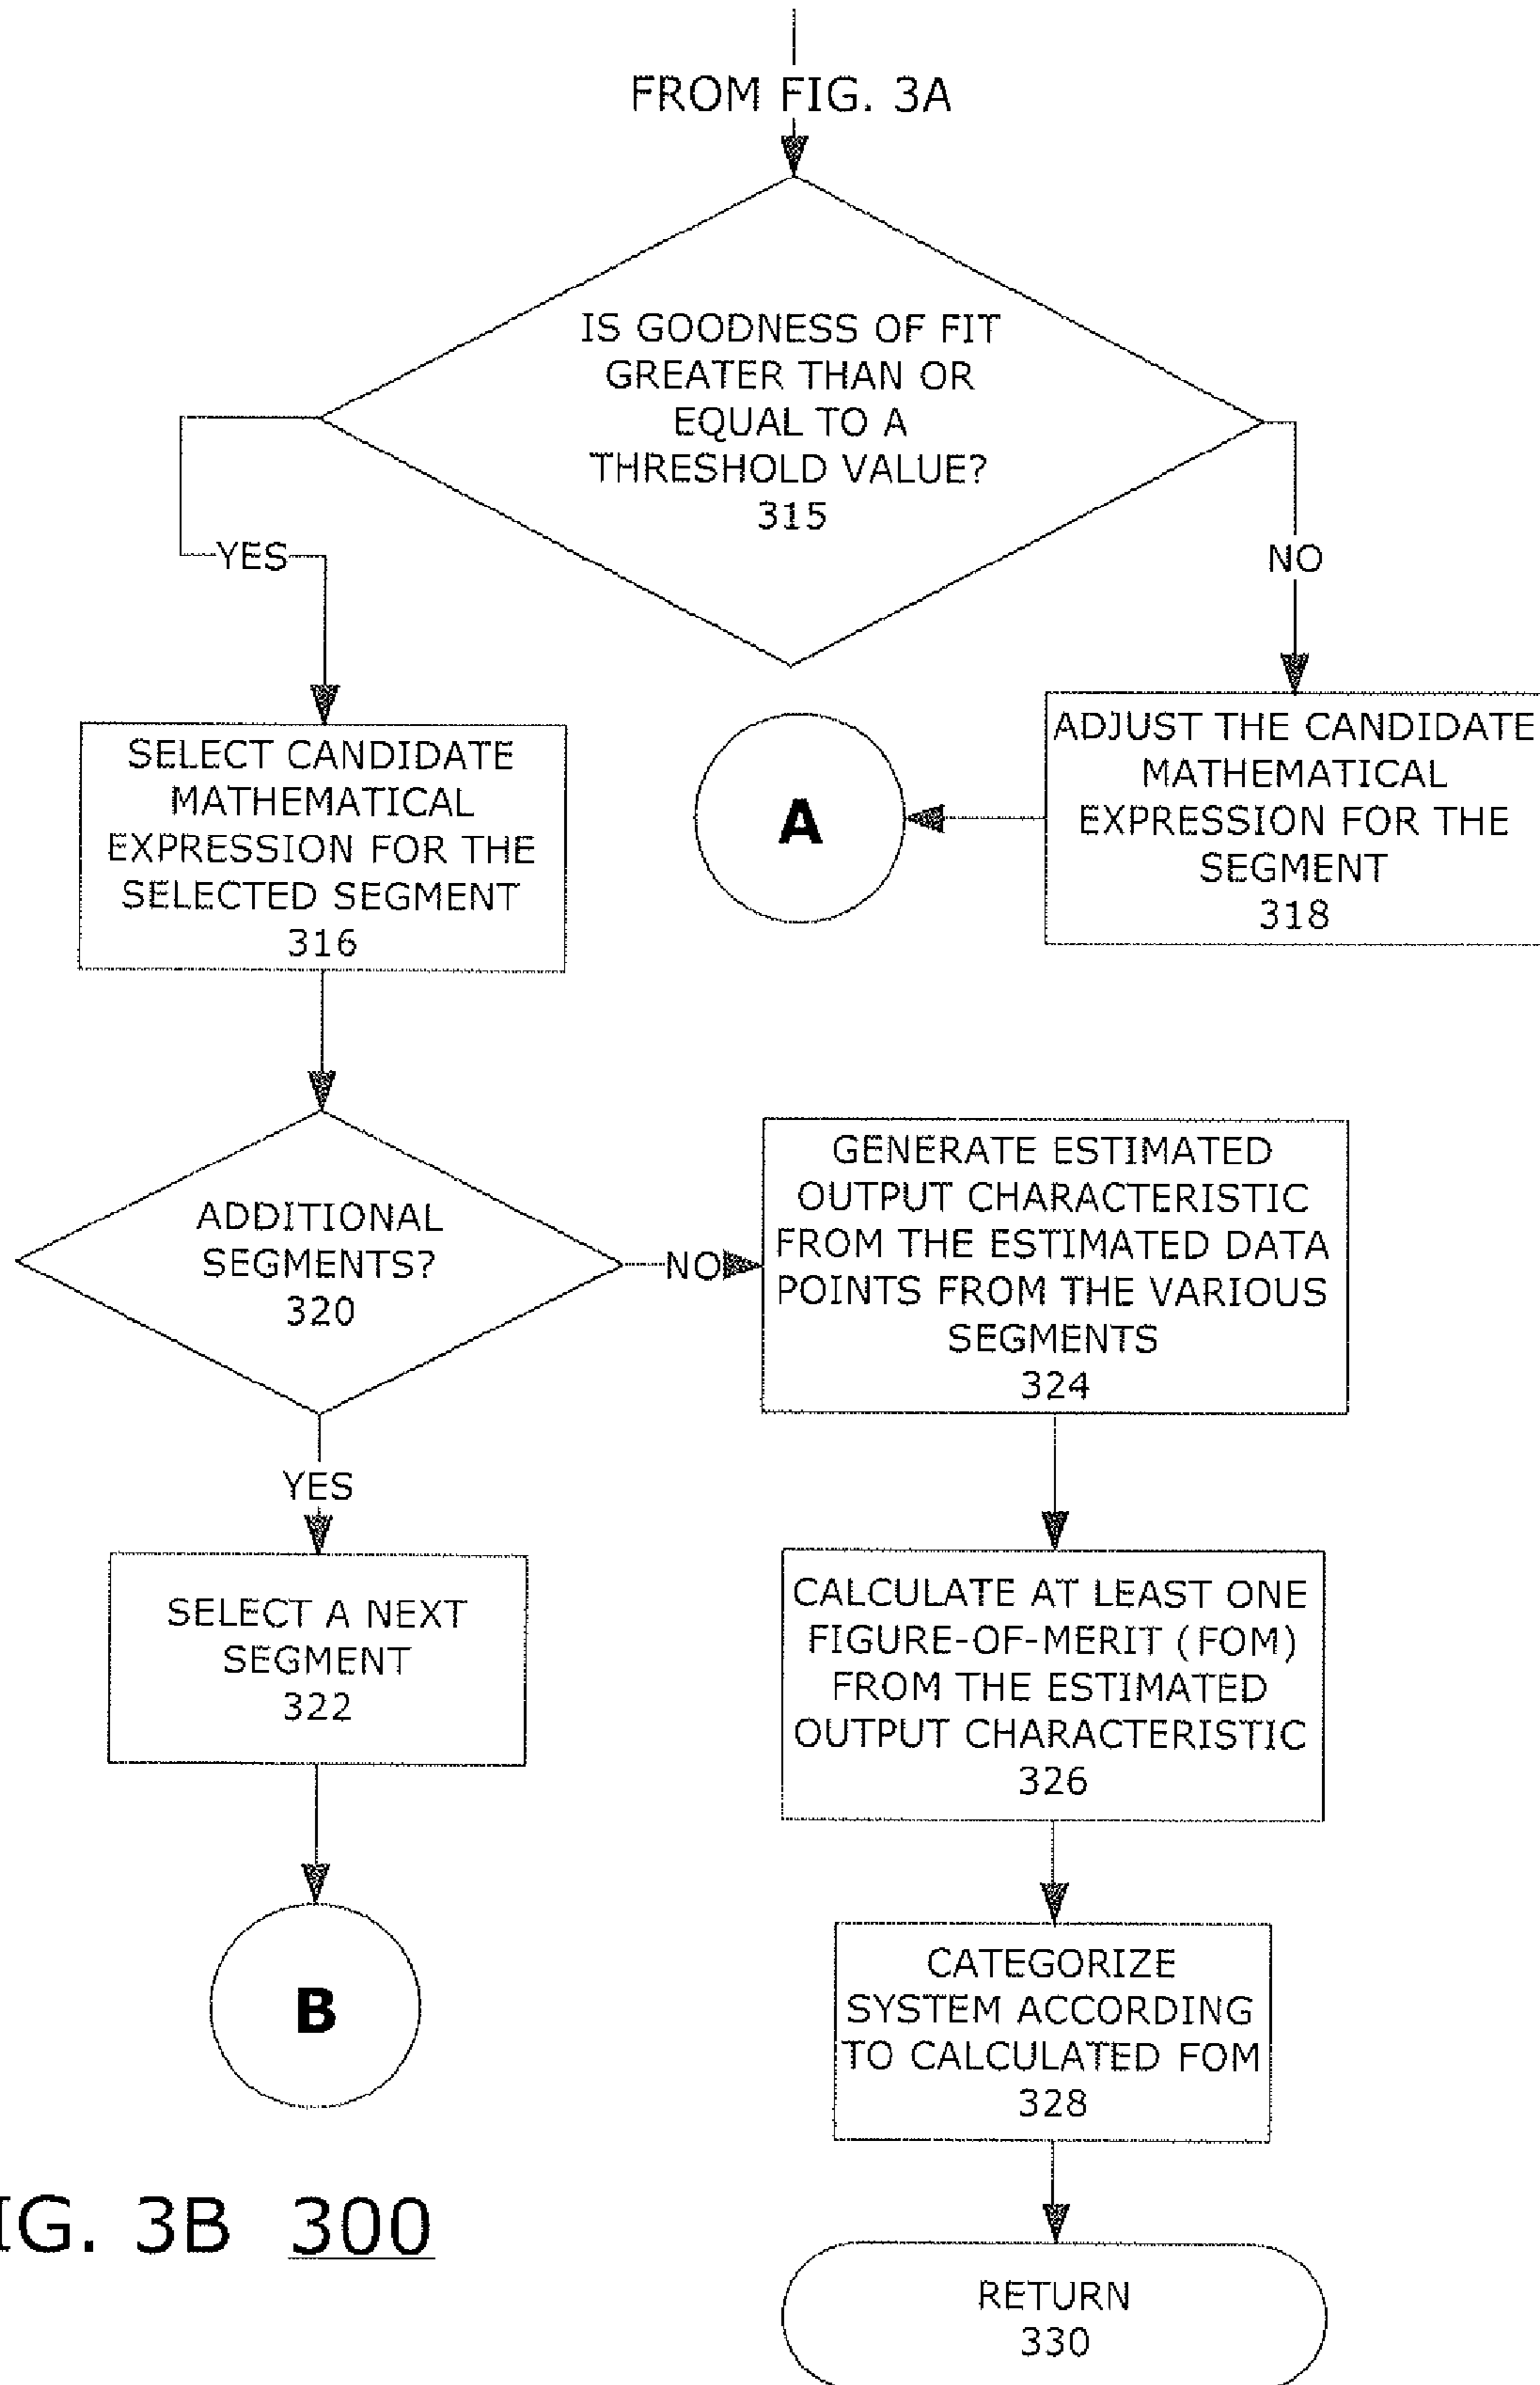 FROM FIG. 3A
IS GOODNESS OF FIT
GREATER THAN OR
EQUAL TO A
THRESHOLD VALUE?
315
YES
NO
SELECT CANDIDATE
MATHEMATICAL
EXPRESSION FOR THE
SELECTED SEGMENT
316
A
ADJUST THE CANDIDATE
MATHEMATICAL
EXPRESSION FOR THE
SEGMENT
318
ADDITIONAL
SEGMENTS?
320
NO
GENERATE ESTIMATED
OUTPUT CHARACTERISTIC
FROM THE ESTIMATED DATA
POINTS FROM THE VARIOUS
SEGMENTS
324
YES
SELECT A NEXT
SEGMENT
322
CALCULATE AT LEAST ONE
FIGURE-OF-MERIT (FOM)
FROM THE ESTIMATED
OUTPUT CHARACTERISTIC
326
B
CATEGORIZE
SYSTEM ACCORDING
TO CALCULATED FOM
328
IG. 3B 300
RETURN
330